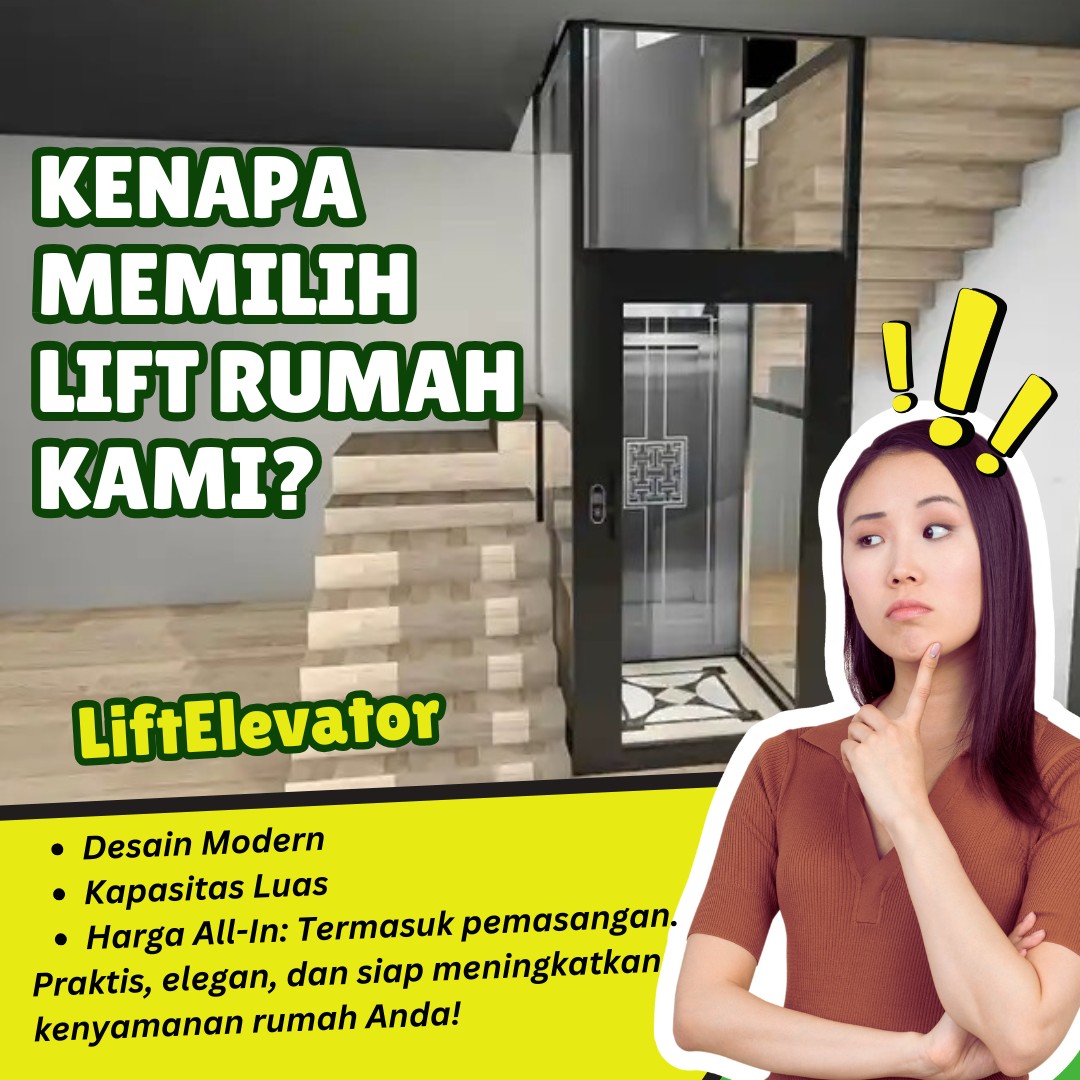 KENAPA
MEMILIH
LIFT RUMAH
KAMI?
LiftElevator
• Desain Modern
• Kapasitas Luas
• Harga All-In: Termasuk pemasangan.
Praktis, elegan, dan siap meningkatkan
kenyamanan rumah Anda!